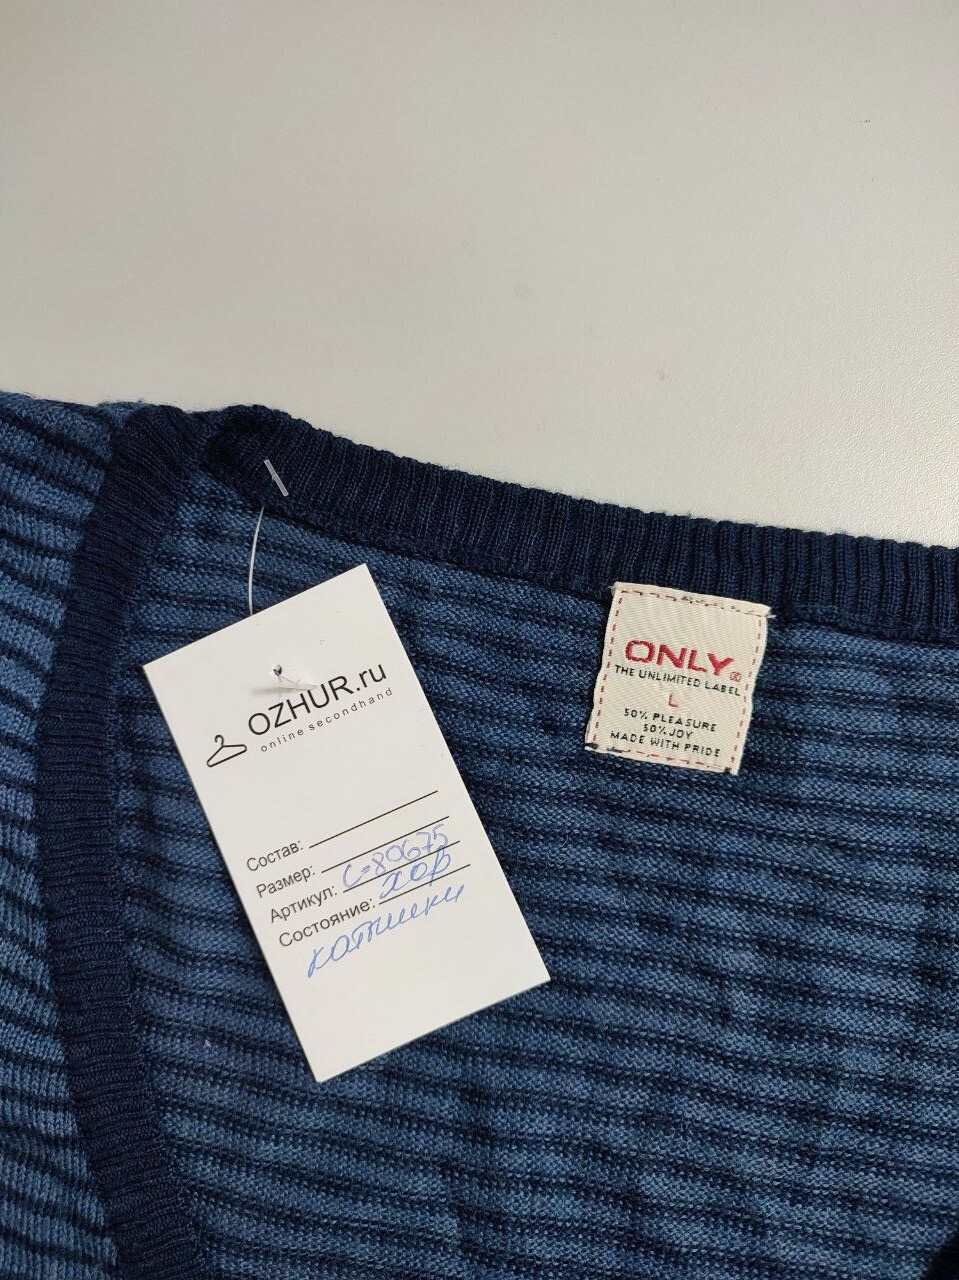 OZHUR.ru
online secondhand
Состав:
Размер:
Артикул: С-80675
Состояние: хор
катышки
ONLY®
THE UNLIMITED LABEL
L
50% PLEASURE
50% JOY
MADE WITH PRIDE